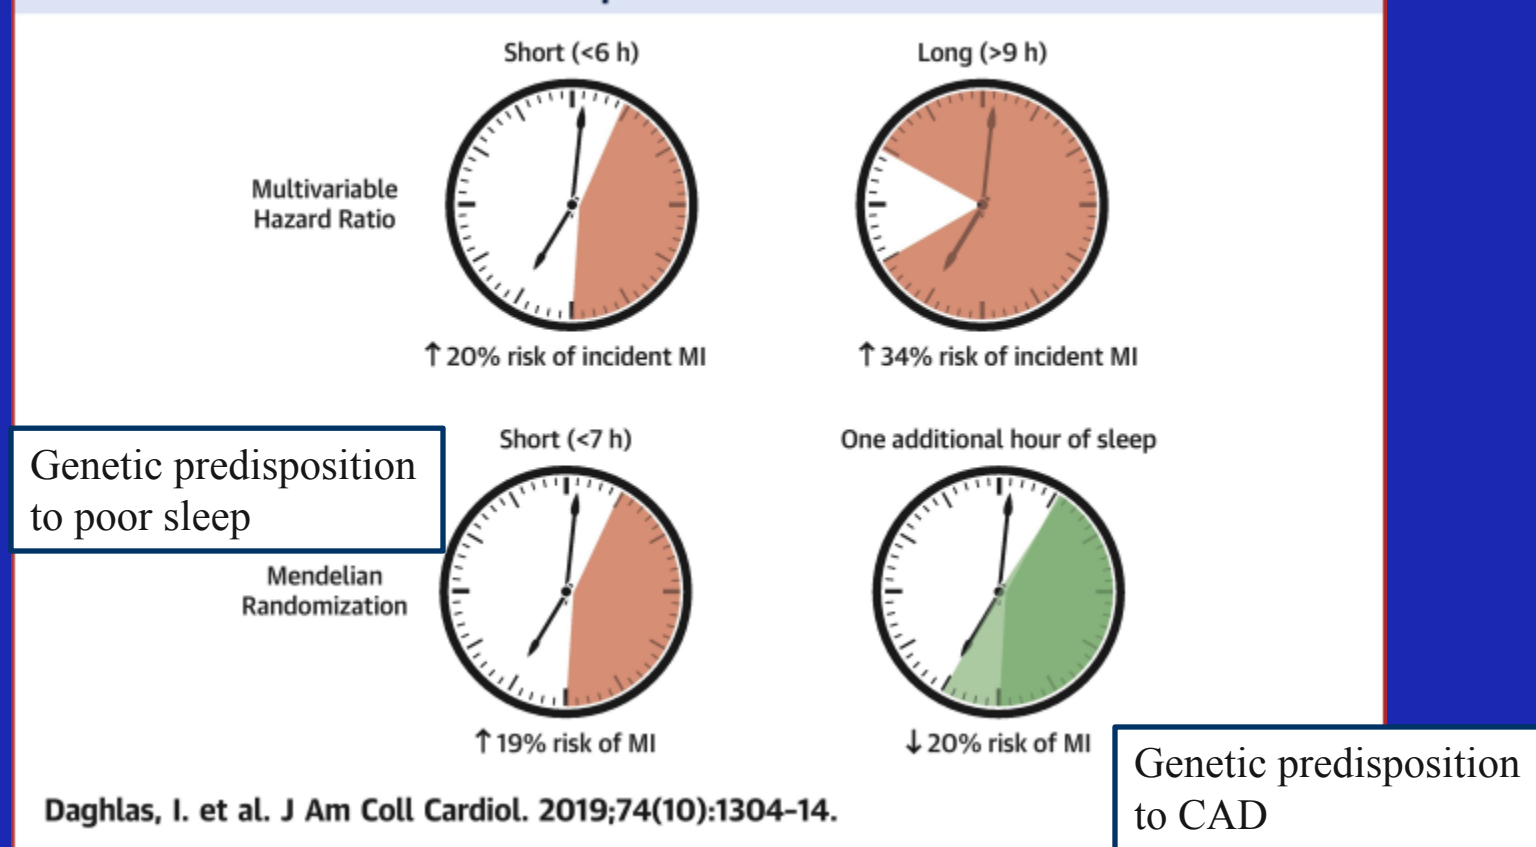 Short (<6 h)
Long (>9 h)
Multivariable
Hazard Ratio
↑ 20% risk of incident MI
↑ 34% risk of incident MI
Genetic predisposition
to poor sleep
Short (<7 h)
One additional hour of sleep
Mendelian
Randomization
↑ 19% risk of MI
↓ 20% risk of MI
Genetic predisposition
to CAD
Daghlas, I. et al. J Am Coll Cardiol. 2019;74(10):1304–14.